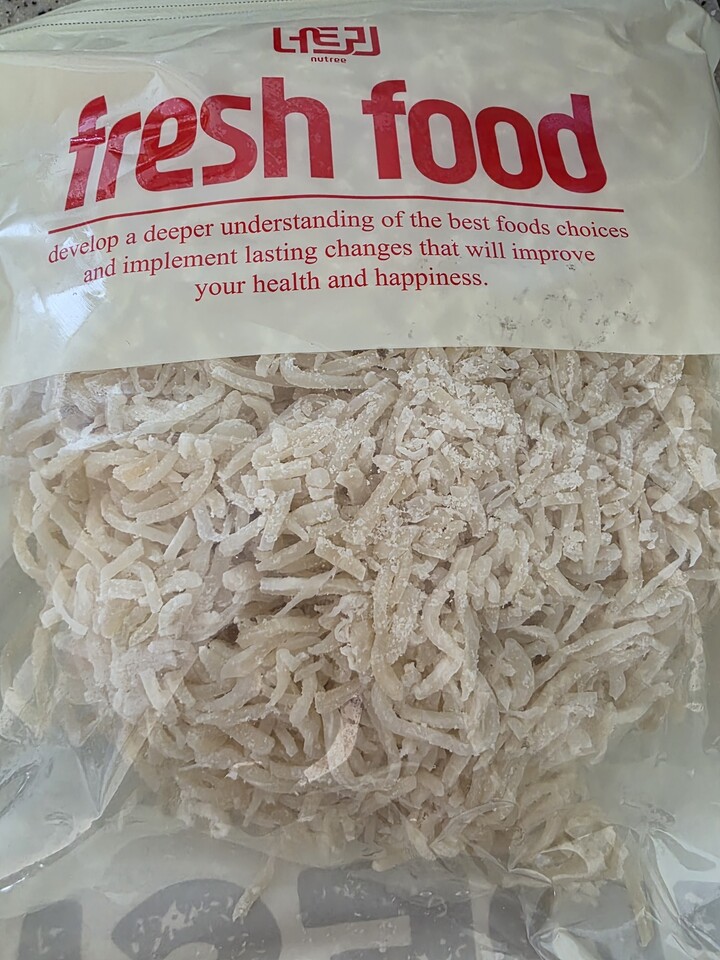 너트리
nutree
fresh food
develop a deeper understanding of the best foods choices
and implement lasting changes that will improve
your health and happiness.